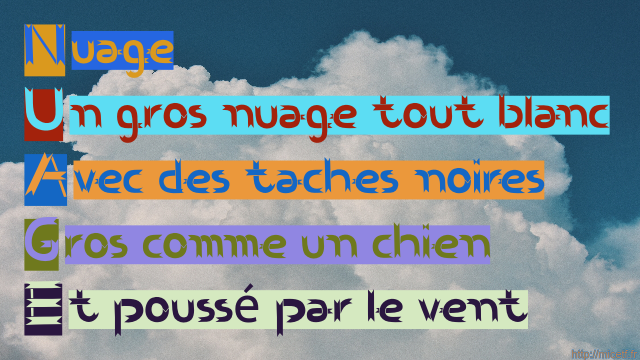 Nuage
Un gros nuage tout blanc
Avec des taches noires
Gros comme un chien
Et poussé par le vent